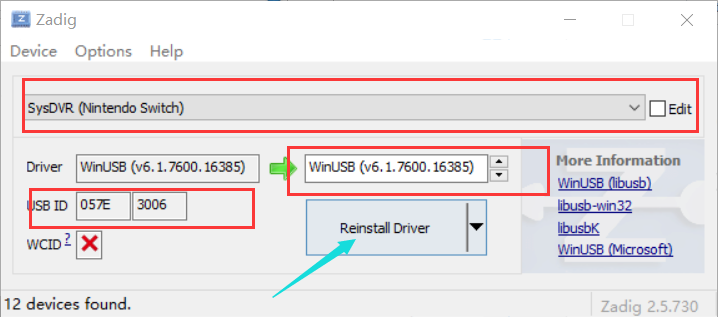 Zadig
Device Options Help
SysDVR (Nintendo Switch) Edit
Driver WinUSB (v6.1.7600.16385) WinUSB (v6.1.7600.16385)
USB ID 057E 3006
WCID ?
Reinstall Driver
More Information
WinUSB (libusb)
libusb-win32
libusbK
WinUSB (Microsoft)
12 devices found. Zadig 2.5.730